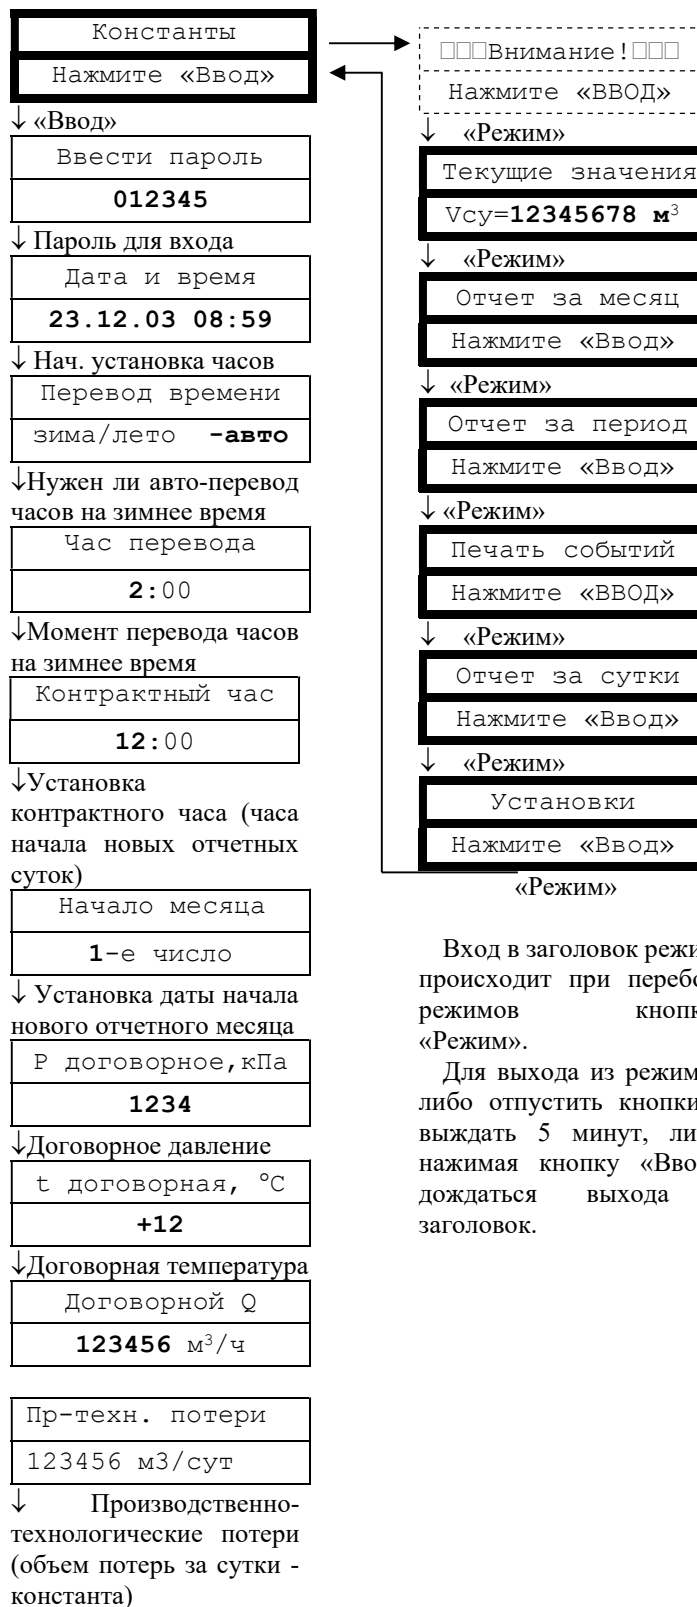 Константы
Нажмите «Ввод»
↓ «Ввод»
Ввести пароль
012345
↓ Пароль для входа
Дата и время
23.12.03 08:59
↓ Нач. установка часов
Перевод времени
зима/лето -авто
↓Нужен ли авто-перевод
часов на зимнее время
Час перевода
2:00
↓Момент перевода часов
на зимнее время
Контрактный час
12:00
↓Установка
контрактного часа (часа
начала новых отчетных
суток)
Начало месяца
1-е число
↓ Установка даты начала
нового отчетного месяца
Р договорное,кПа
1234
↓Договорное давление
t договорная, °С
+12
↓Договорная температура
Договорной Q
123456 м³/ч
Пр-техн. потери
123456 м3/сут
↓ Производственно-
технологические потери
(объем потерь за сутки -
константа)
□□□Внимание!□□□
Нажмите «ВВОД»
↓ «Режим»
Текущие значения
Vсу=12345678 м³
↓ «Режим»
Отчет за месяц
Нажмите «Ввод»
↓ «Режим»
Отчет за период
Нажмите «Ввод»
↓ «Режим»
Печать событий
Нажмите «ВВОД»
↓ «Режим»
Отчет за сутки
Нажмите «Ввод»
↓ «Режим»
Установки
Нажмите «Ввод»
«Режим»
Вход в заголовок
происходит при
режимов
«Режим».
Для выхода из
либо отпустить кнопки
выждать 5 минут,
нажимая кнопку
дождаться выхода
заголовок.